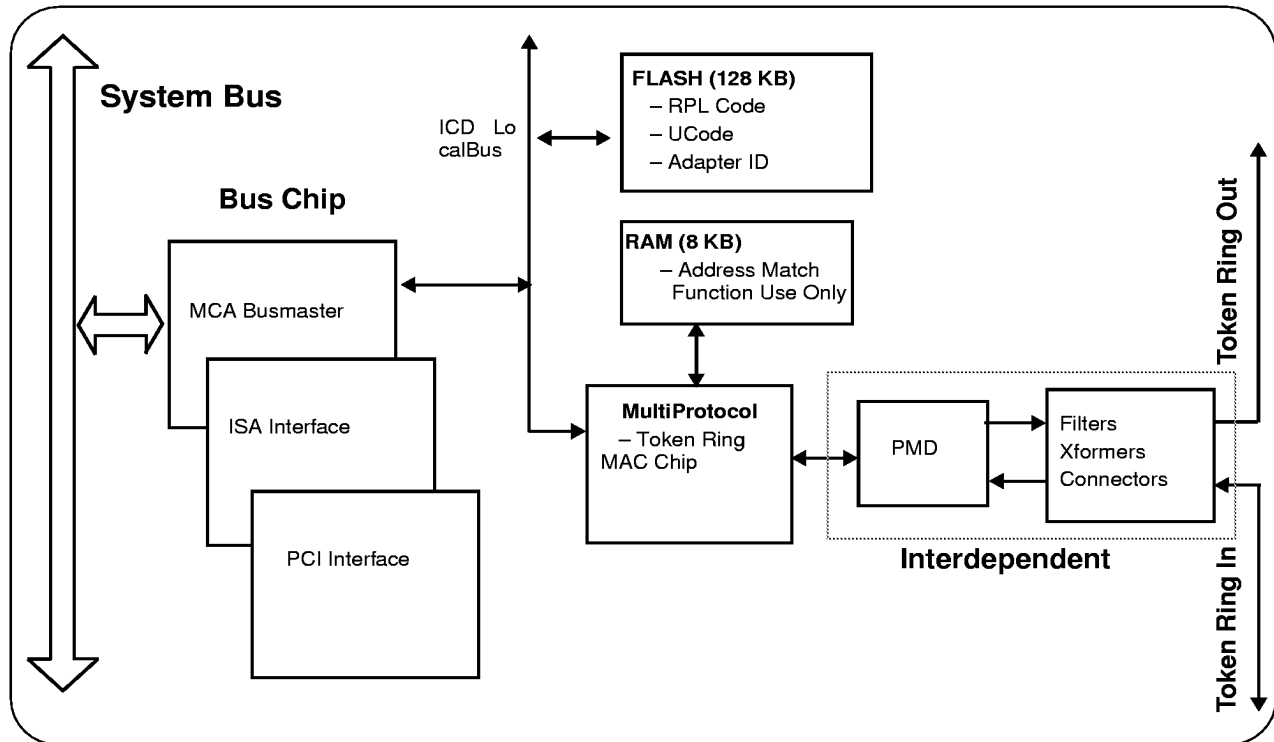 System Bus
ICD Lo
calBus
FLASH (128 KB)
– RPL Code
– UCode
– Adapter ID
Bus Chip
RAM (8 KB)
– Address Match
Function Use Only
MCA Busmaster
ISA Interface
PCI Interface
MultiProtocol
– Token Ring
MAC Chip
PMD
Filters
Xformers
Connectors
Interdependent
Token Ring Out
Token Ring In